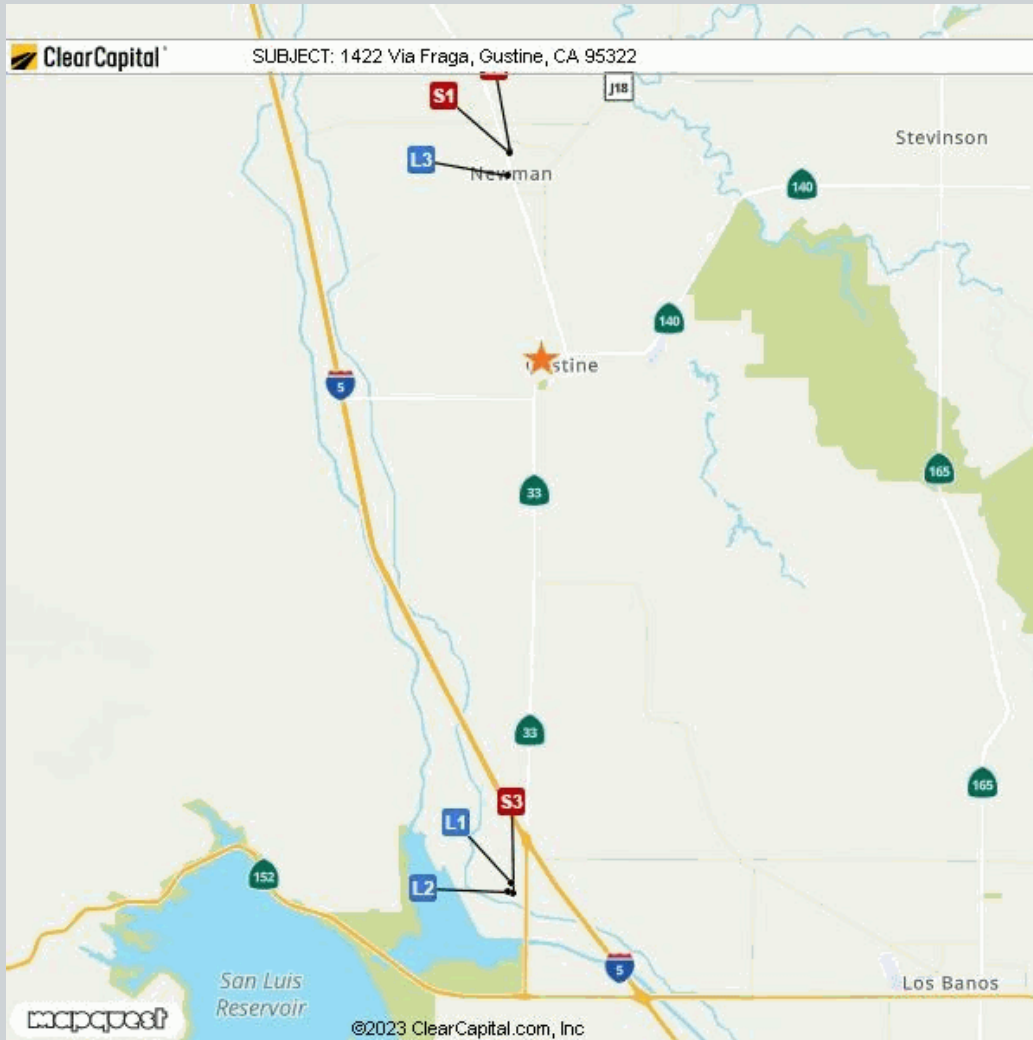 ClearCapital
SUBJECT: 1422 Via Fraga, Gustine, CA 95322
S1
J18
Stevinson
L3
Newman
140
140
5
165
33
33
165
S3
L1
L2
152
5
San Luis
Reservoir
Los Banos
mapquest
©2023 ClearCapital.com, Inc